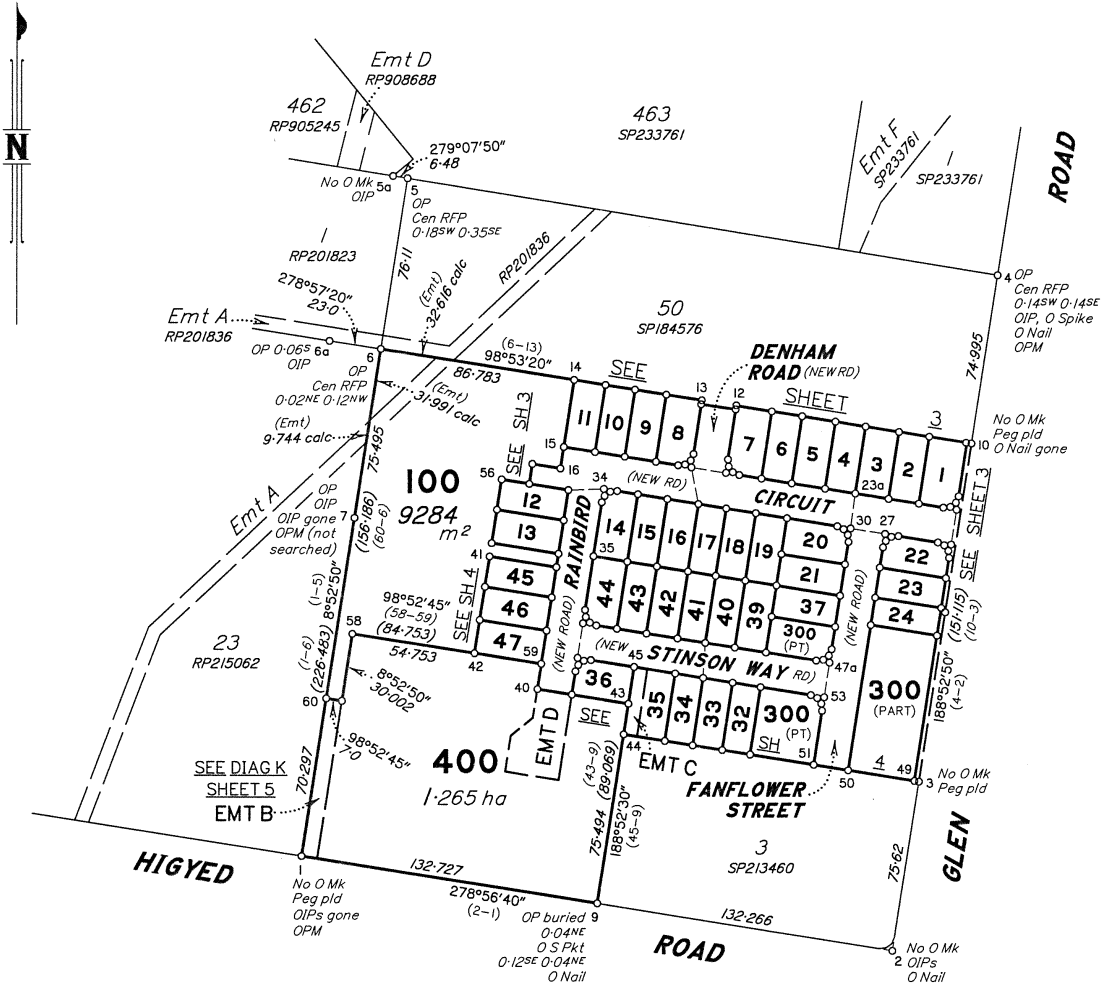 N
Emt D
RP908688
462
RP905245
463
SP233761
Emt F
SP233761
1
SP233761
ROAD
279°07'50"
6·48
No O Mk
OIP
5a
5
OP
Cen RFP
0·18SW 0·35SE
1
RP201823
76·11
(Emt)
32·616 calc
RP201836
278°57'20"
23·0
Emt A
RP201836
50
SP184576
4
OP
Cen RFP
0·14SW 0·14SE
OIP, O Spike
O Nail
OPM
74·995
OP 0·06S
OIP
6a
6
(6-13)
98°53'20"
86·783
OP
Cen RFP
0·02NE 0·12NW
(Emt)
31·991 calc
(Emt)
9·744 calc
75·495
14
SEE
13
12
DENHAM
ROAD (NEW RD)
SHEET
3
No O Mk
Peg pld
O Nail gone
10
SEE SH 3
11
10
9
8
7
6
5
4
3
2
1
15
16
56
34
(NEW RD)
CIRCUIT
23a
30
27
SEE SHEET 3
Emt A
OP
OIP
OIP gone
OPM (not
searched)
7
(156·186)
(60-6)
100
9284
m²
12
13
RAINBIRD
(NEW ROAD)
14
15
16
17
18
19
20
21
37
300
(PT)
22
23
24
35
41
45
46
47
44
43
42
41
40
39
(NEW ROAD)
(1-5)
8°52'50"
(1-6)
(226·483)
98°52'45"
(58-59)
(84·753)
54·753
SEE SH 4
58
42
59
(151·115)
(10-3)
188°52'50"
(4-2)
23
RP215062
8°52'50"
30·002
60
98°52'45"
7·0
(NEW
STINSON WAY
RD)
45
47a
53
36
43
40
35
34
33
32
300
(PT)
300
(PART)
SEE
SH
4
51
50
49
3
No O Mk
Peg pld
44
EMT D
EMT C
FANFLOWER
STREET
SEE DIAG K
SHEET 5
EMT B
70·297
400
1·265 ha
(43-9)
(89·069)
75·494
188°52'30"
(45-9)
3
SP213460
75·62
GLEN
HIGYED
1
No O Mk
Peg pld
OIPs gone
OPM
132·727
278°56'40"
(2-1)
9
OP buried
0·04NE
O S Pkt
0·12SE 0·04NE
O Nail
132·266
ROAD
2
No O Mk
OIPs
O Nail